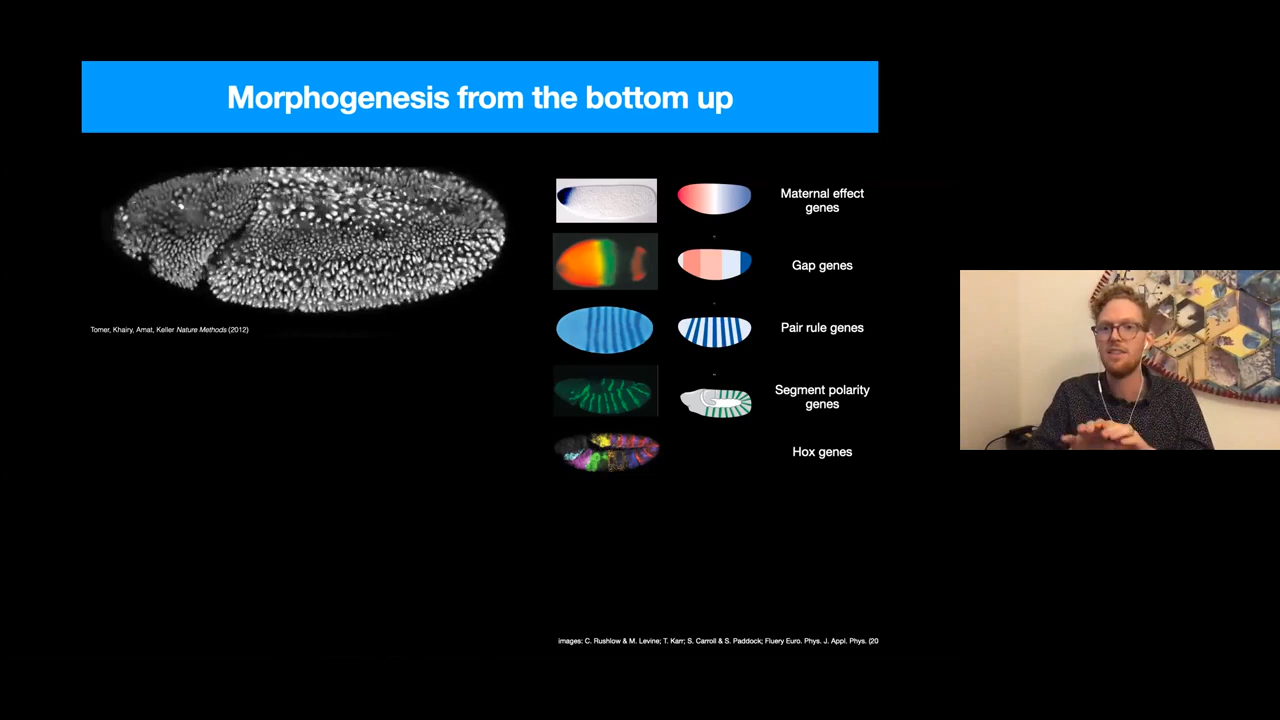 Morphogenesis from the bottom up
Tomer, Khairy, Amat, Keller Nature Methods (2012)
Maternal effect
genes
Gap genes
Pair rule genes
Segment polarity
genes
Hox genes
images: C. Rushlow & M. Levine; T. Karr; S. Carroll & S. Paddock; Fluery Euro. Phys. J. Appl. Phys. (20